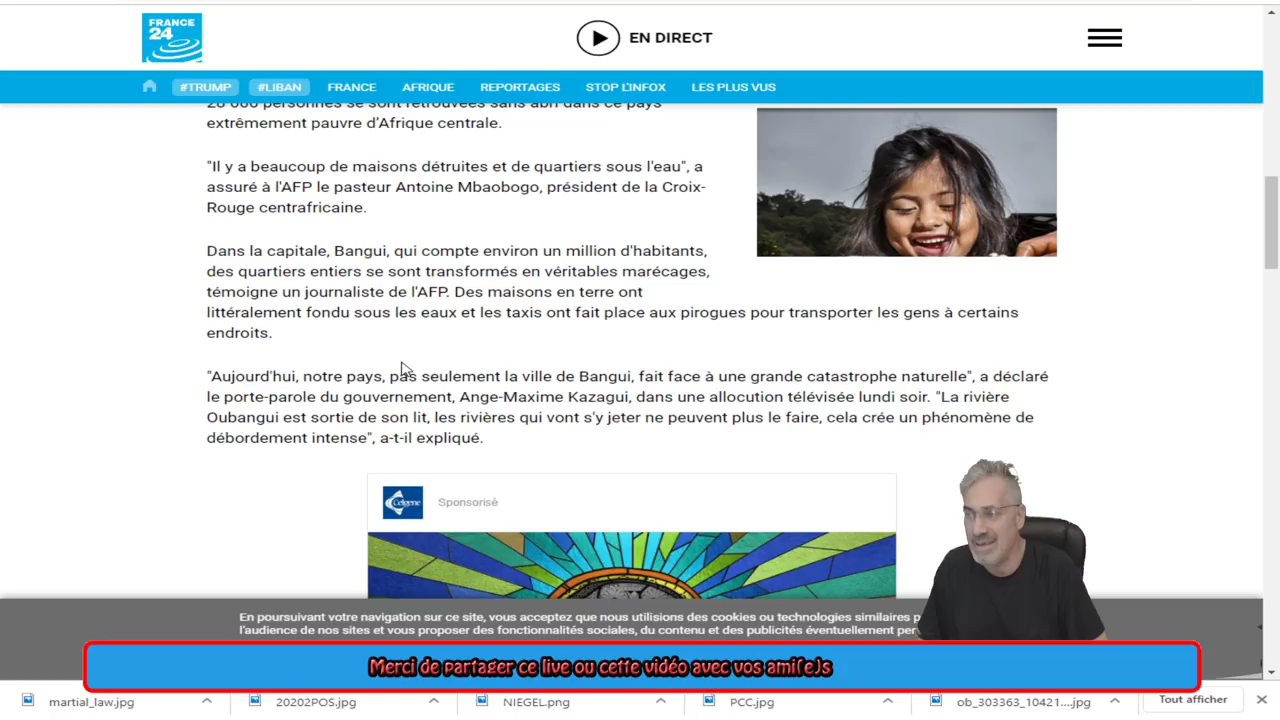 FRANCE
24
EN DIRECT
#TRUMP #LIBAN FRANCE AFRIQUE REPORTAGES STOP L'INFOX LES PLUS VUS
28 000 personnes se sont retrouvées sans abri dans ce pays
extrêmement pauvre d'Afrique centrale.
"Il y a beaucoup de maisons détruites et de quartiers sous l'eau", a
assuré à l'AFP le pasteur Antoine Mbaobogo, président de la Croix-
Rouge centrafricaine.
Dans la capitale, Bangui, qui compte environ un million d'habitants,
des quartiers entiers se sont transformés en véritables marécages,
témoigne un journaliste de l'AFP. Des maisons en terre ont
littéralement fondu sous les eaux et les taxis ont fait place aux pirogues pour transporter les gens à certains
endroits.
"Aujourd'hui, notre pays, pas seulement la ville de Bangui, fait face à une grande catastrophe naturelle", a déclaré
le porte-parole du gouvernement, Ange-Maxime Kazagui, dans une allocution télévisée lundi soir. "La rivière
Oubangui est sortie de son lit, les rivières qui vont s'y jeter ne peuvent plus le faire, cela crée un phénomène de
débordement intense", a-t-il expliqué.
Celgene
Sponsorisé
En poursuivant votre navigation sur ce site, vous acceptez que nous utilisions des cookies ou technologies similaires
l'audience de nos sites et vous proposer des fonctionnalités sociales, du contenu et des publicités éventuellement
Merci de partager ce live ou cette vidéo avec vos ami(e)s
martial_law.jpg 20202POS.jpg NIEGEL.png PCC.jpg ob_303363_10421....jpg Tout afficher